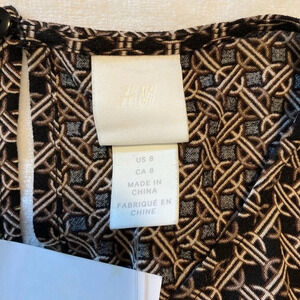 US 8
CA 8
MADE IN
CHINA
FABRIQUÉ EN
CHINE